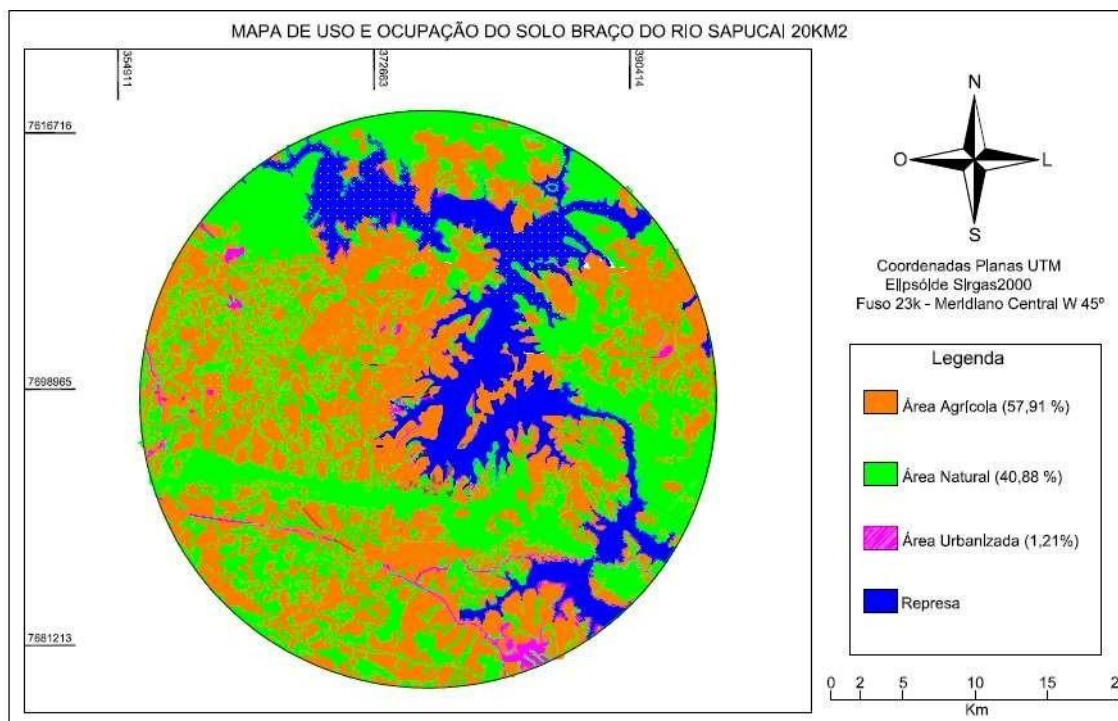 MAPA DE USO E OCUPAÇÃO DO SOLO BRAÇO DO RIO SAPUCAI 20KM2
354911
372663
390414
7616716
7698965
7681213
N
O
L
S
Coordenadas Planas UTM
Elipsóide Sirgas2000
Fuso 23k - Meridiano Central W 45º
Legenda
Área Agrícola (57,91 %)
Área Natural (40,88 %)
Área Urbanizada (1,21%)
Represa
0 2 5 10 15 2
Km